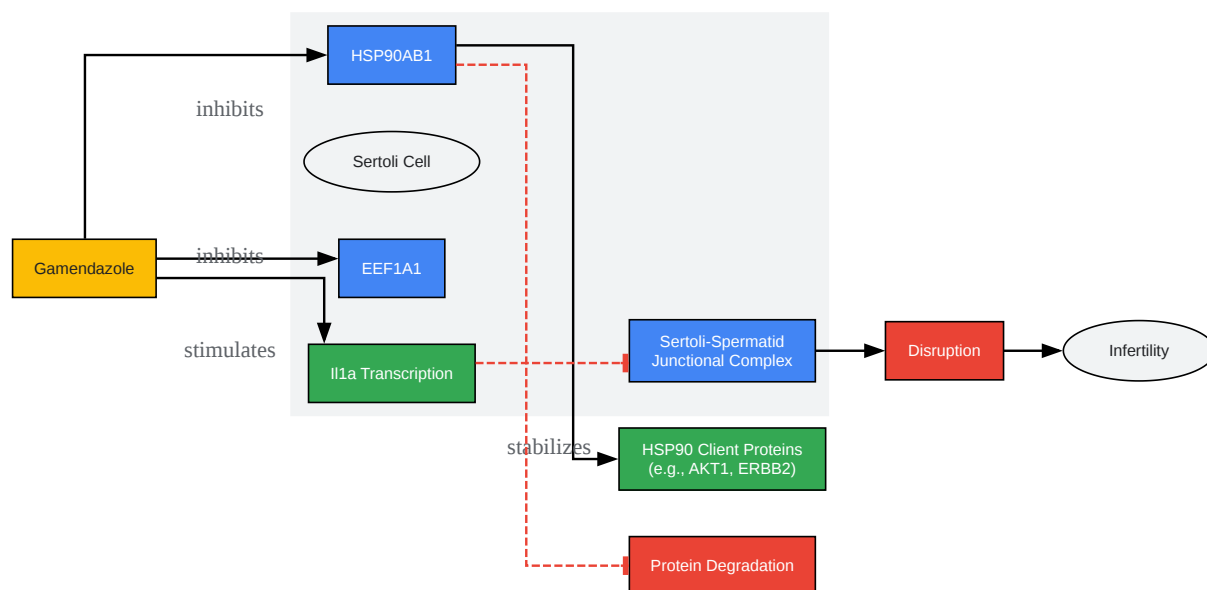 HSP90AB1
inhibits
Sertoli Cell
Gamendazole
inhibits
EEF1A1
stimulates
Il1a Transcription
Sertoli-Spermatid
Junctional Complex
Disruption
Infertility
stabilizes
HSP90 Client Proteins
(e.g., AKT1, ERBB2)
Protein Degradation